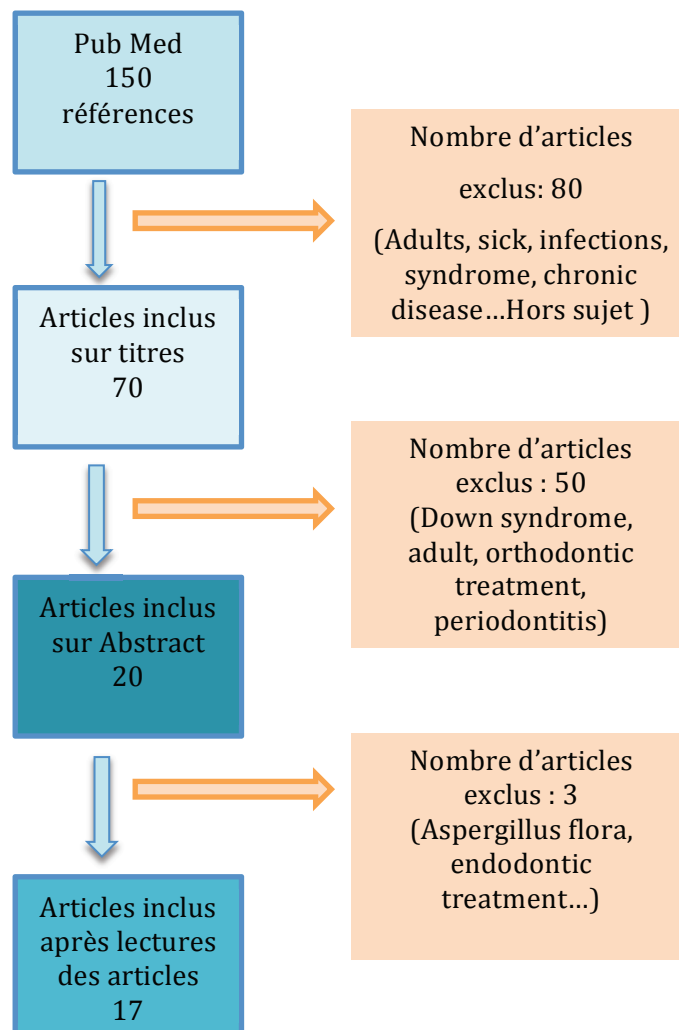 Pub Med
150
références
Nombre d’articles
exclus: 80
(Adults, sick, infections,
syndrome, chronic
disease…Hors sujet )
Articles inclus
sur titres
70
Nombre d’articles
exclus : 50
(Down syndrome,
adult, orthodontic
treatment,
periodontitis)
Articles inclus
sur Abstract
20
Nombre d’articles
exclus : 3
(Aspergillus flora,
endodontic
treatment…)
Articles inclus
après lectures
des articles
17